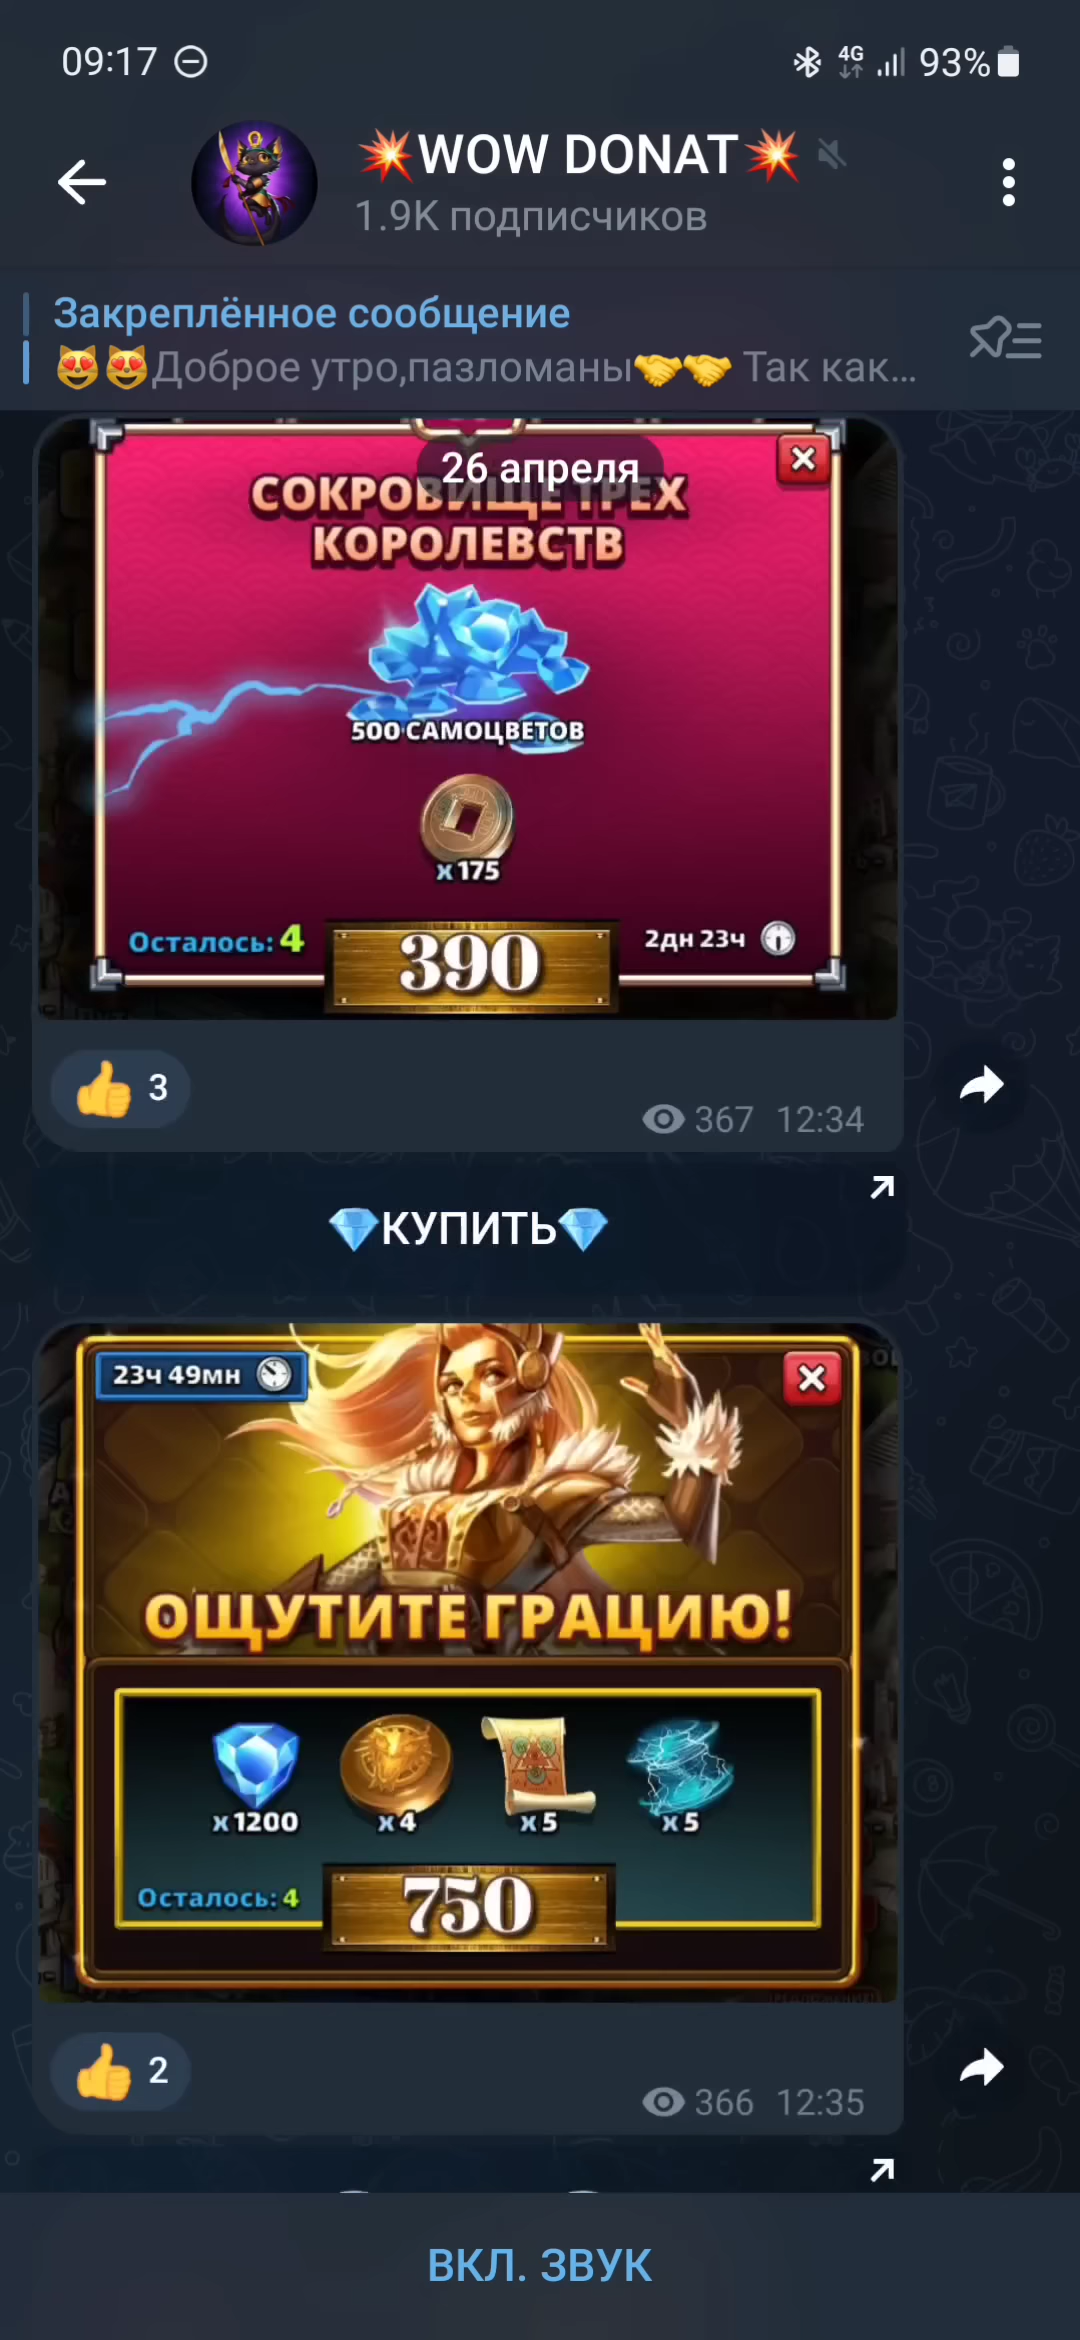 09:17
4G
93%
💥WOW DONAT💥
1.9K подписчиков
Закреплённое сообщение
😻😻Доброе утро,пазломаны🤝🤝 Так как...
26 апреля
СОКРОВИЩЕ ТРЕХ
КОРОЛЕВСТВ
500 САМОЦВЕТОВ
x175
Осталось: 4
390
2дн 23ч
👍 3
367 12:34
💎КУПИТЬ💎
23ч 49мн
ОЩУТИТЕ ГРАЦИЮ!
x1200
x4
x5
x5
Осталось: 4
750
👍 2
366 12:35
ВКЛ. ЗВУК